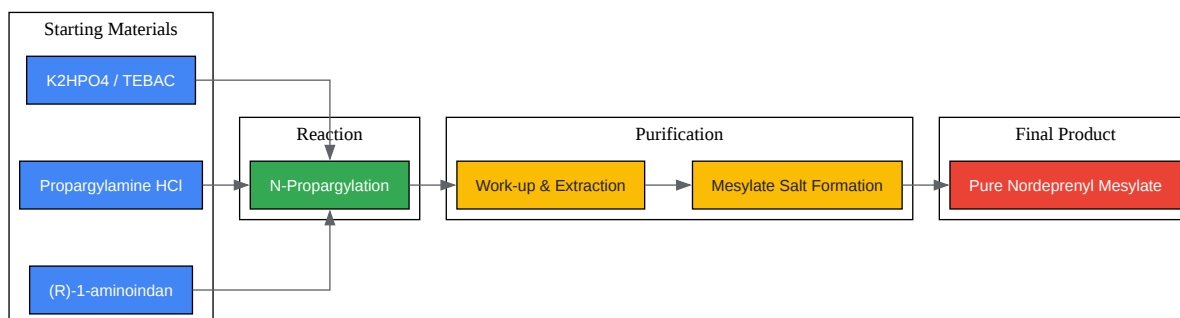 Starting Materials
K2HPO4 / TEBAC
Propargylamine HCl
(R)-1-aminoindan
Reaction
N-Propargylation
Purification
Work-up & Extraction
Mesylate Salt Formation
Final Product
Pure Nordeprenyl Mesylate